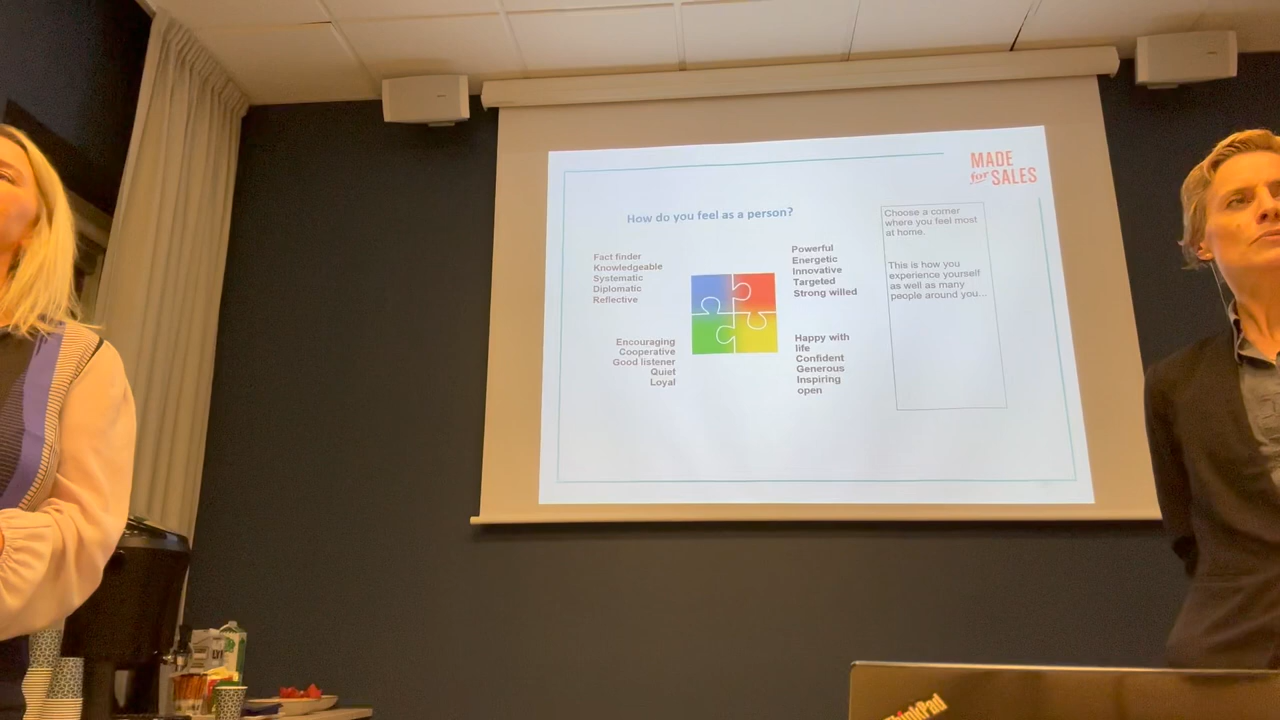 MADE
for SALES
How do you feel as a person?
Fact finder
Knowledgeable
Systematic
Diplomatic
Reflective
Powerful
Energetic
Innovative
Targeted
Strong willed
Encouraging
Cooperative
Good listener
Quiet
Loyal
Happy with
life
Confident
Generous
Inspiring
open
Choose a corner
where you feel most
at home.
This is how you
experience yourself
as well as many
people around you...
ThinkPad